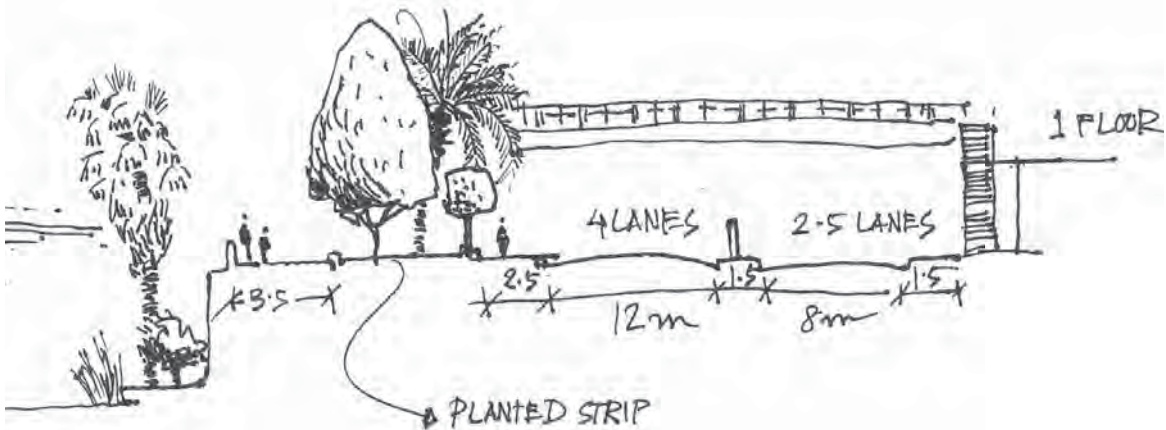 1 FLOOR
4 LANES
2.5 LANES
3.5
2.5
12m
1.5
8m
1.5
PLANTED STRIP